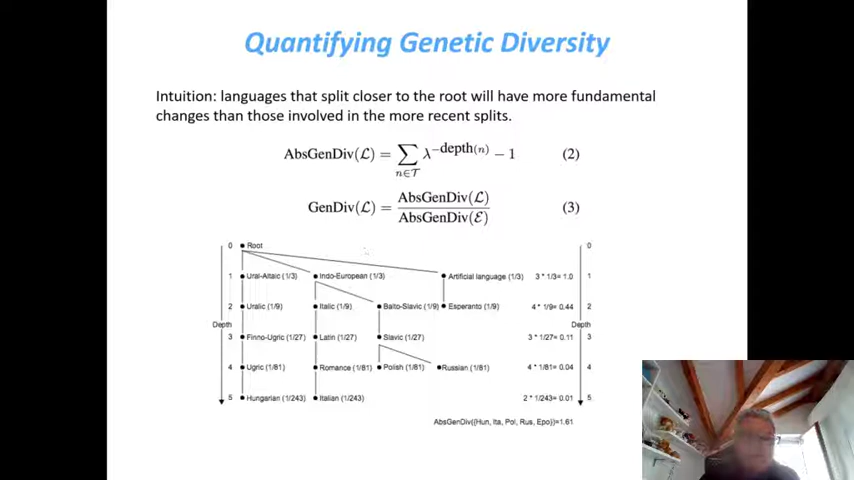 Quantifying Genetic Diversity
Intuition: languages that split closer to the root will have more fundamental
changes than those involved in the more recent splits.
AbsGenDiv(ℒ) = ∑ n∈𝒯 λ^−depth(n) − 1 (2)
GenDiv(ℒ) = AbsGenDiv(ℒ) / AbsGenDiv(ℰ) (3)
0 Root 0
1 Ural-Altaic (1/3) Indo-European (1/3) Artificial language (1/3) 3 * 1/3= 1.0 1
2 Uralic (1/9) Italic (1/9) Balto-Slavic (1/9) Esperanto (1/9) 4 * 1/9= 0.44 2
Depth Depth
3 Finno-Ugric (1/27) Latin (1/27) Slavic (1/27) 3 * 1/27= 0.11 3
4 Ugric (1/81) Romance (1/81) Polish (1/81) Russian (1/81) 4 * 1/81= 0.04 4
5 Hungarian (1/243) Italian (1/243) 2 * 1/243= 0.01 5
AbsGenDiv({Hun, Ita, Pol, Rus, Epo})=1.61